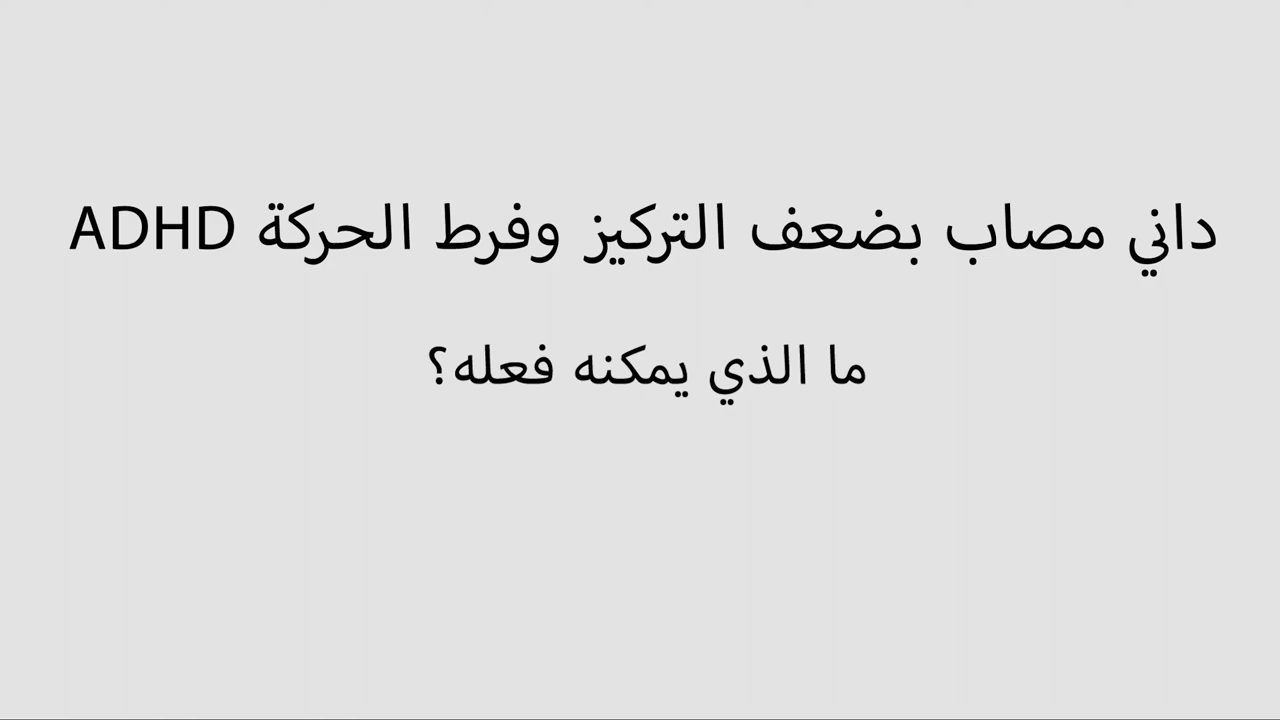 داني مصاب بضعف التركيز وفرط الحركة ADHD
ما الذي يمكنه فعله؟